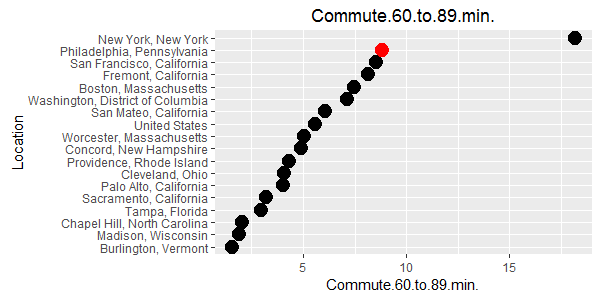 Commute.60.to.89.min.
New York, New York
Philadelphia, Pennsylvania
San Francisco, California
Fremont, California
Boston, Massachusetts
Washington, District of Columbia
San Mateo, California
United States
Worcester, Massachusetts
Concord, New Hampshire
Providence, Rhode Island
Cleveland, Ohio
Palo Alto, California
Sacramento, California
Tampa, Florida
Chapel Hill, North Carolina
Madison, Wisconsin
Burlington, Vermont
Location
5 10 15
Commute.60.to.89.min.